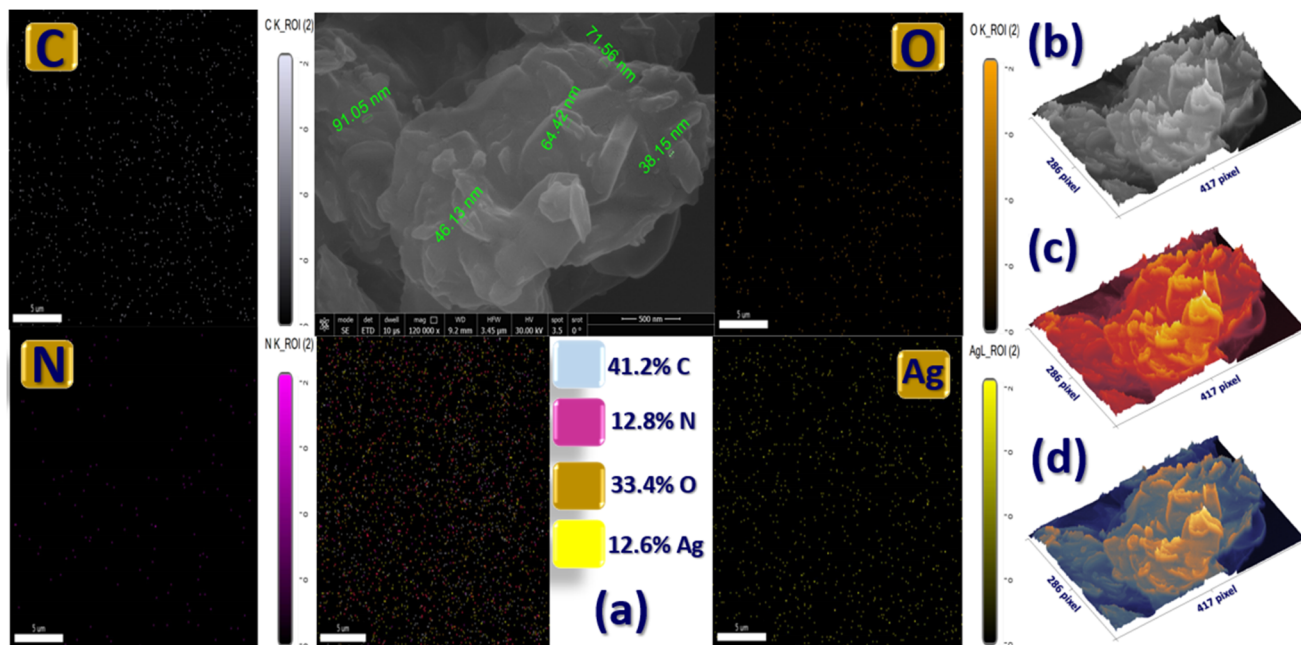 C
C K_ROI (2)
5 um
91.05 nm
71.56 nm
64.42 nm
38.15 nm
46.13 nm
mode
SE
det
ETD
dwell
10 µs
mag
120 000 x
WD
9.2 mm
HFW
3.45 µm
HV
30.00 kV
spot
3.5
srot
0 °
500 nm
O
O K_ROI (2)
5 um
(b)
286 pixel
417 pixel
(c)
286 pixel
417 pixel
N
N K_ROI (2)
5 um
5 um
41.2% C
12.8% N
33.4% O
12.6% Ag
(a)
Ag
AgL_ROI (2)
5 um
(d)
286 pixel
417 pixel